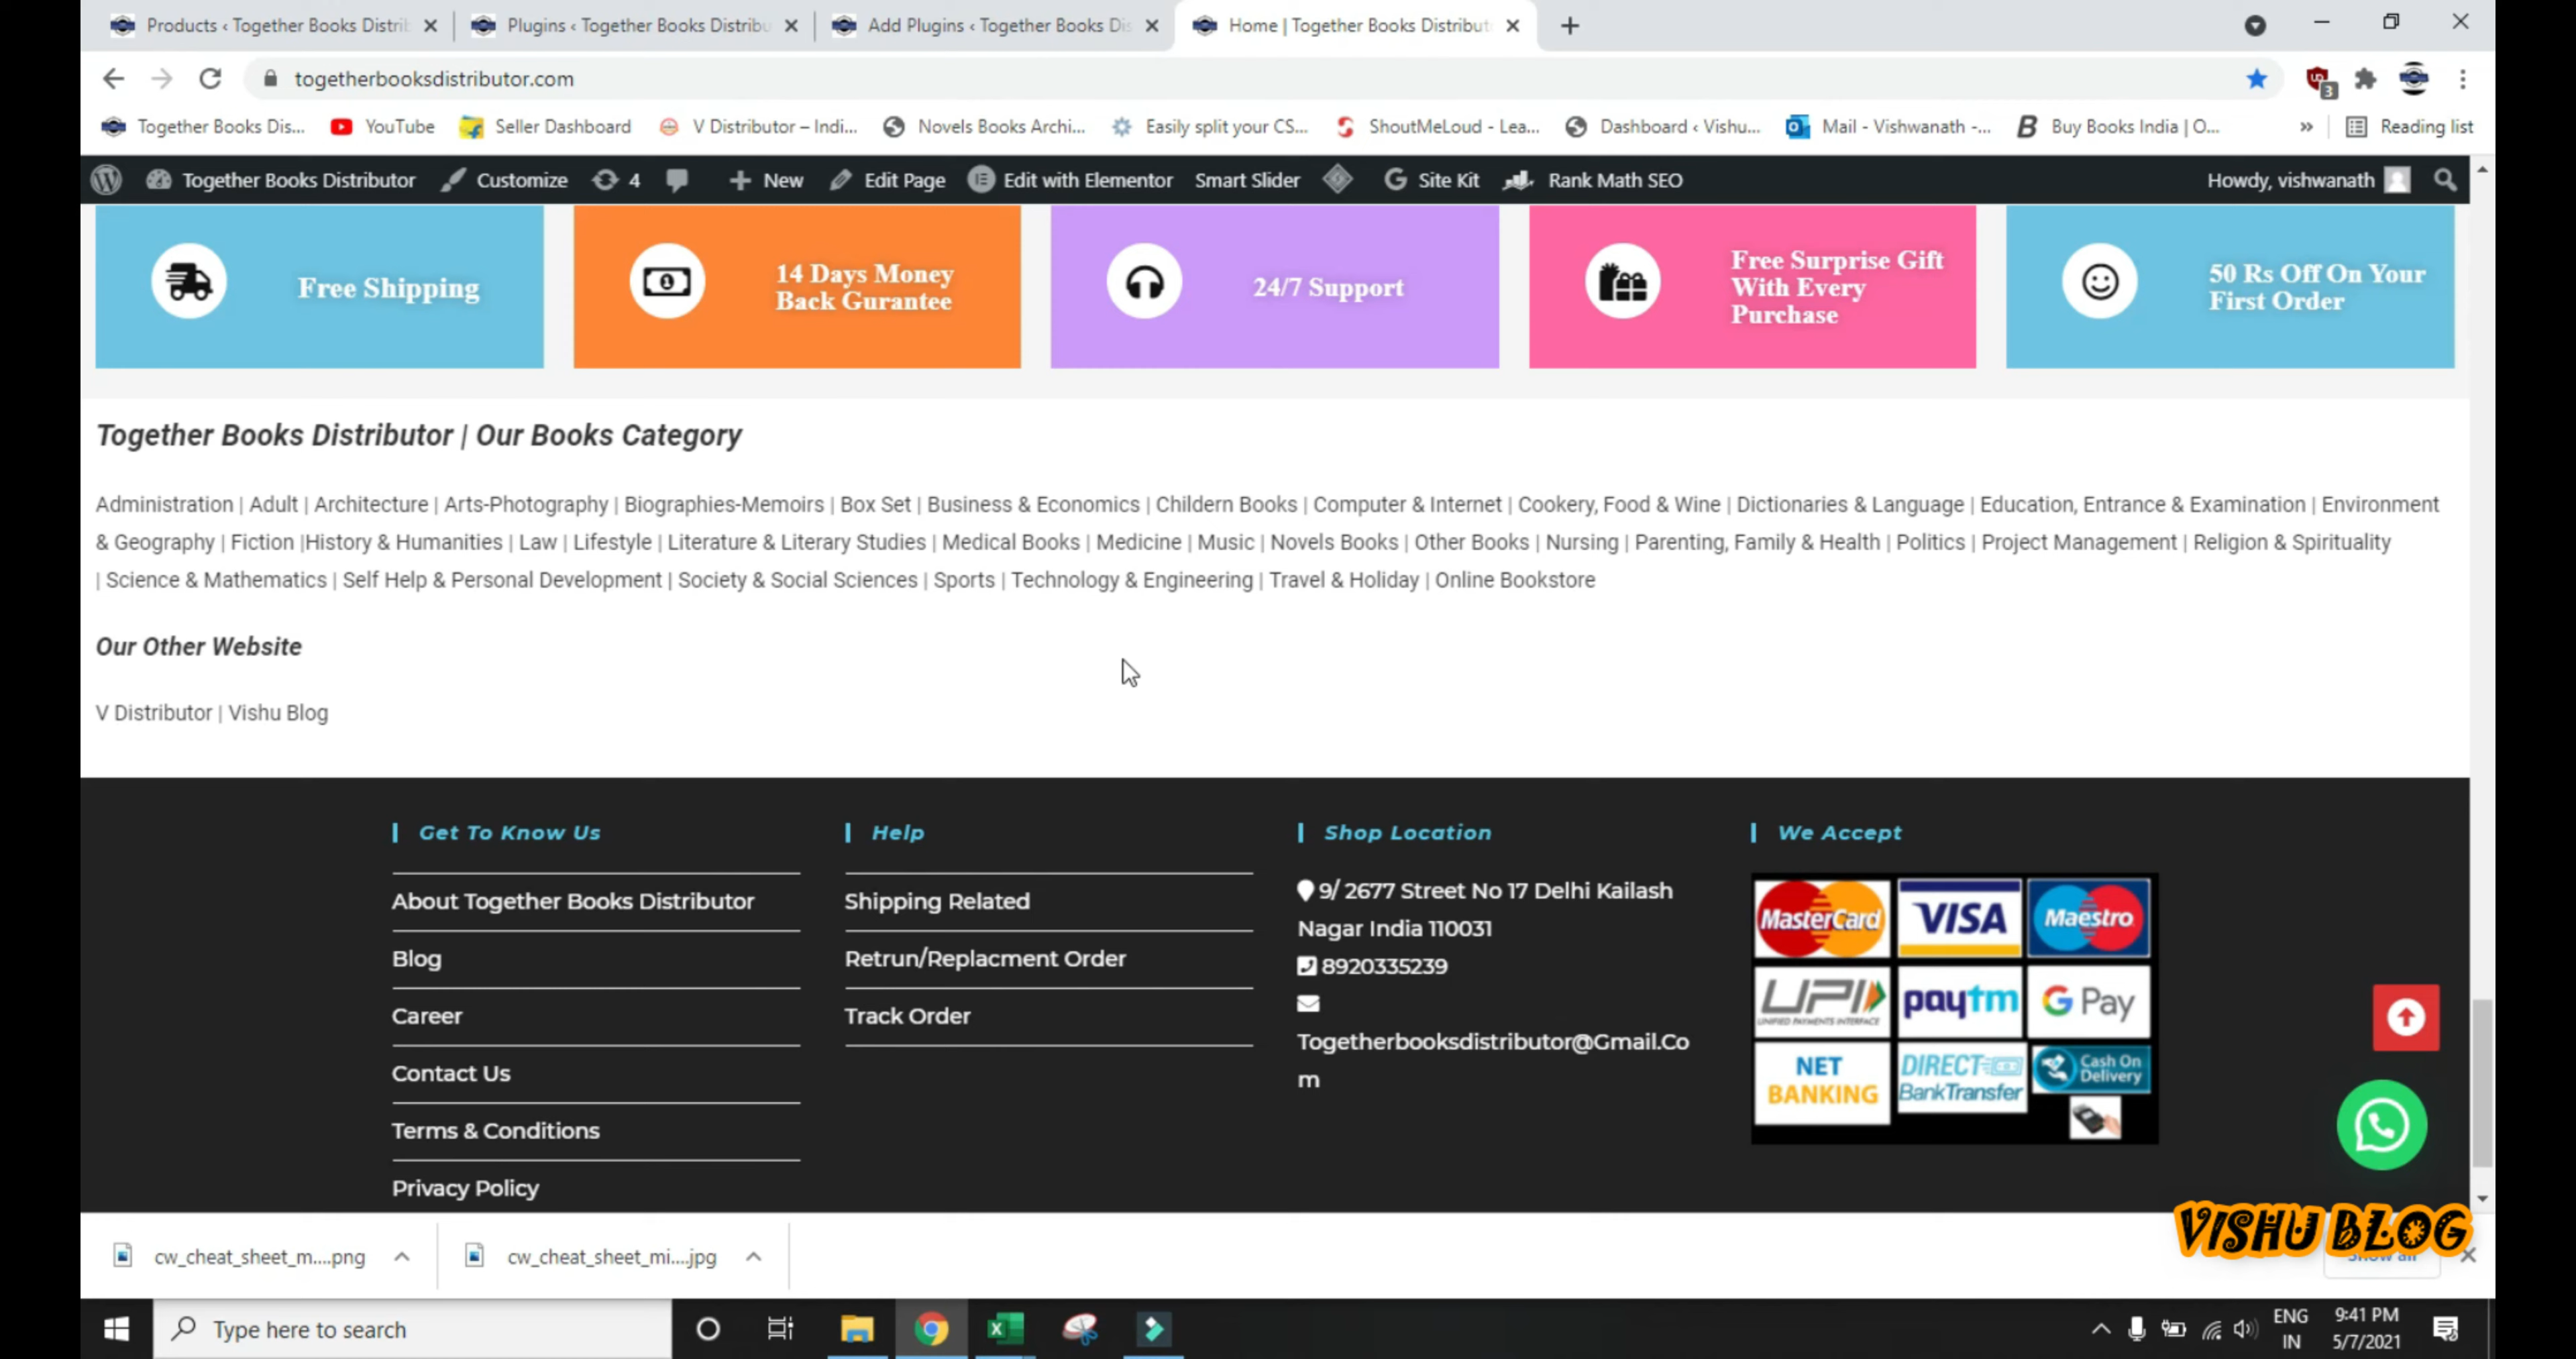 Products ‹ Together Books Distrib
Plugins ‹ Together Books Distribu
Add Plugins ‹ Together Books Dis
Home | Together Books Distribut
togetherbooksdistributor.com
3
Together Books Dis...
YouTube
Seller Dashboard
V Distributor – Indi...
Novels Books Archi...
Easily split your CS...
ShoutMeLoud - Lea...
Dashboard ‹ Vishu...
Mail - Vishwanath -...
Buy Books India | O...
»
Reading list
Together Books Distributor
Customize
4
New
Edit Page
Edit with Elementor
Smart Slider
Site Kit
Rank Math SEO
Howdy, vishwanath
Free Shipping
14 Days Money
Back Gurantee
24/7 Support
Free Surprise Gift
With Every
Purchase
50 Rs Off On Your
First Order
Together Books Distributor | Our Books Category
Administration | Adult | Architecture | Arts-Photography | Biographies-Memoirs | Box Set | Business & Economics | Childern Books | Computer & Internet | Cookery, Food & Wine | Dictionaries & Language | Education, Entrance & Examination | Environment
& Geography | Fiction |History & Humanities | Law | Lifestyle | Literature & Literary Studies | Medical Books | Medicine | Music | Novels Books | Other Books | Nursing | Parenting, Family & Health | Politics | Project Management | Religion & Spirituality
| Science & Mathematics | Self Help & Personal Development | Society & Social Sciences | Sports | Technology & Engineering | Travel & Holiday | Online Bookstore
Our Other Website
V Distributor | Vishu Blog
Get To Know Us
About Together Books Distributor
Blog
Career
Contact Us
Terms & Conditions
Privacy Policy
Help
Shipping Related
Retrun/Replacment Order
Track Order
Shop Location
9/ 2677 Street No 17 Delhi Kailash
Nagar India 110031
8920335239
Togetherbooksdistributor@Gmail.Co
m
We Accept
MasterCard
VISA
Maestro
UPI
UNIFIED PAYMENTS INTERFACE
paytm
G Pay
NET
BANKING
DIRECT
BankTransfer
Cash On
Delivery
VISHU BLOG
cw_cheat_sheet_m....png
cw_cheat_sheet_mi....jpg
Show all
Type here to search
ENG
IN
9:41 PM
5/7/2021